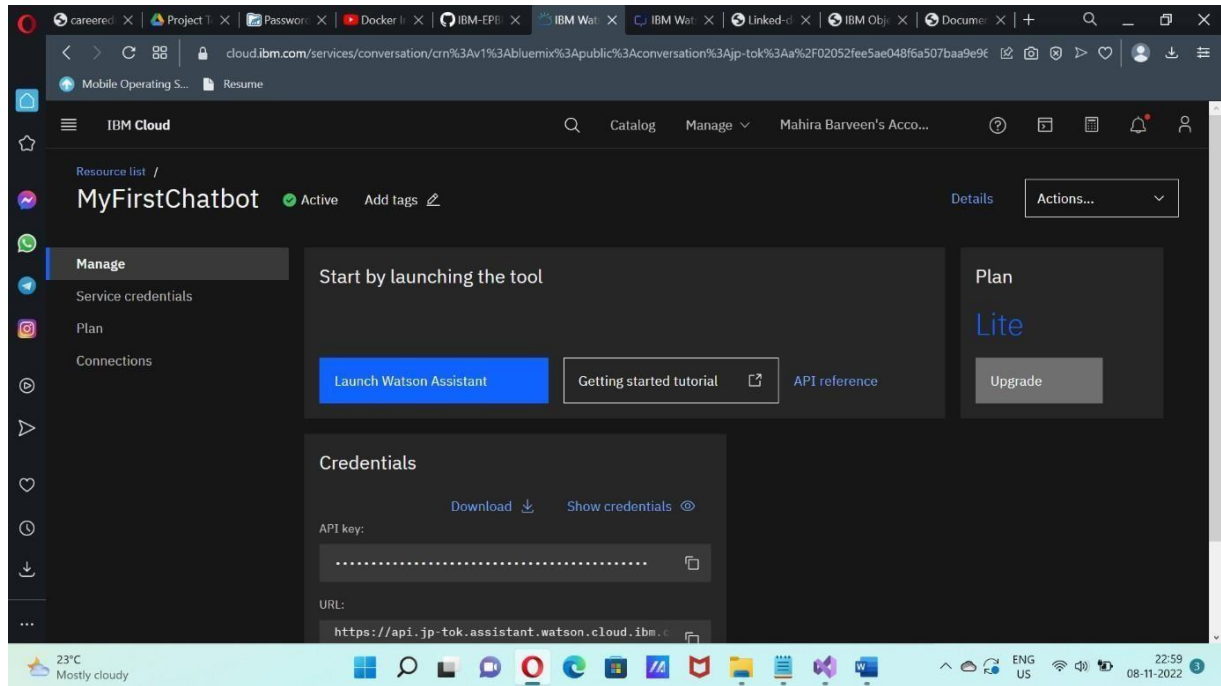 careered
Project T
Passwor
Docker I
IBM-EPB
IBM Wat
IBM Wat
Linked-d
IBM Obje
Documer
cloud.ibm.com/services/conversation/crn%3Av1%3Abluemix%3Apublic%3Aconversation%3Ajp-tok%3Aa%2F02052fee5ae048f6a507baa9e96
Mobile Operating S...
Resume
IBM Cloud
Catalog
Manage
Mahira Barveen's Acco...
Resource list /
MyFirstChatbot
Active
Add tags
Details
Actions...
Manage
Service credentials
Plan
Connections
Start by launching the tool
Launch Watson Assistant
Getting started tutorial
API reference
Plan
Lite
Upgrade
Credentials
Download
Show credentials
API key:
URL:
https://api.jp-tok.assistant.watson.cloud.ibm.c
23°C
Mostly cloudy
ENG
US
22:59
08-11-2022
3